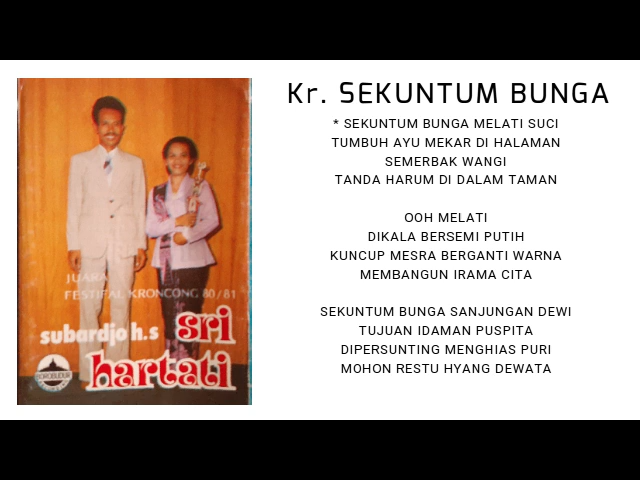 JUARA
FESTIFAL KRONCONG 80/81
subardjo h.s sri
hartati
BOROBUDUR
Kr. SEKUNTUM BUNGA
* SEKUNTUM BUNGA MELATI SUCI
TUMBUH AYU MEKAR DI HALAMAN
SEMERBAK WANGI
TANDA HARUM DI DALAM TAMAN
OOH MELATI
DIKALA BERSEMI PUTIH
KUNCUP MESRA BERGANTI WARNA
MEMBANGUN IRAMA CITA
SEKUNTUM BUNGA SANJUNGAN DEWI
TUJUAN IDAMAN PUSPITA
DIPERSUNTING MENGHIAS PURI
MOHON RESTU HYANG DEWATA